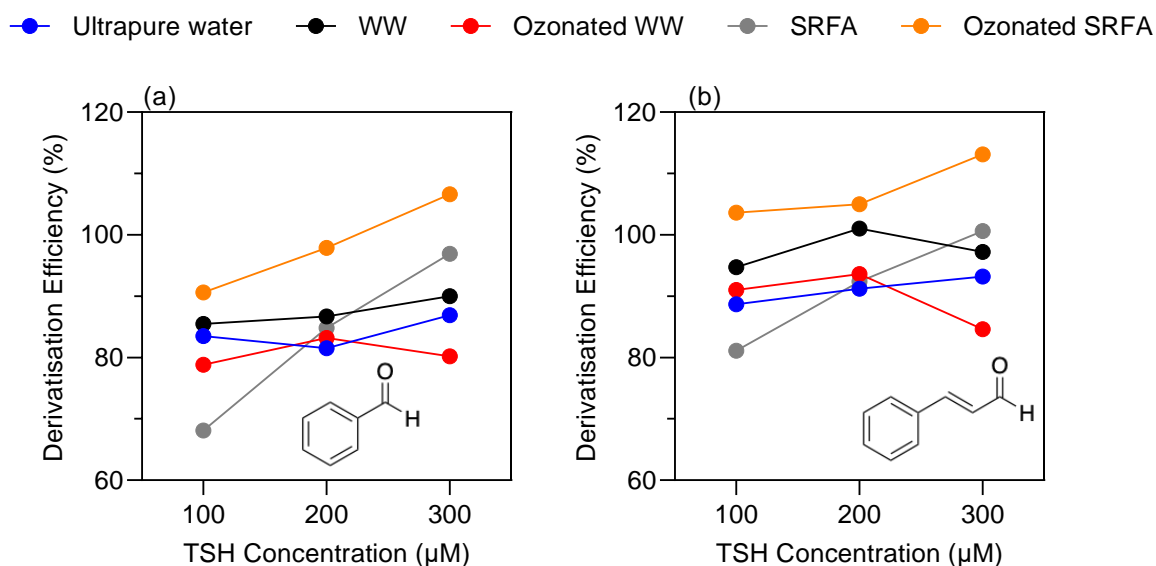 Ultrapure water WW Ozonated WW SRFA Ozonated SRFA
(a)
120
100
80
60
Derivatisation Efficiency (%)
O
H
100 200 300
TSH Concentration (µM)
(b)
120
100
80
60
Derivatisation Efficiency (%)
O
H
100 200 300
TSH Concentration (µM)